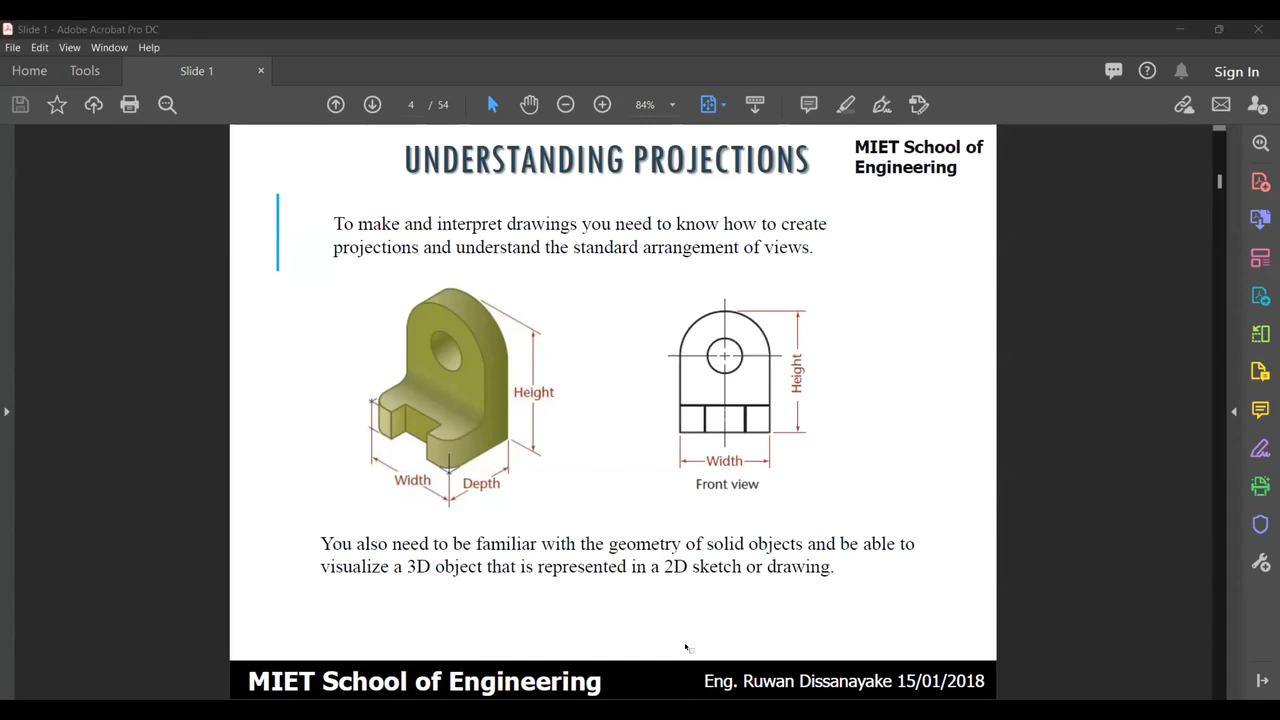 Slide 1 - Adobe Acrobat Pro DC
File Edit View Window Help
Home Tools Slide 1 × Sign In
4 / 54 84%
UNDERSTANDING PROJECTIONS
MIET School of
Engineering
To make and interpret drawings you need to know how to create
projections and understand the standard arrangement of views.
Height
Width
Depth
Height
Width
Front view
You also need to be familiar with the geometry of solid objects and be able to
visualize a 3D object that is represented in a 2D sketch or drawing.
MIET School of Engineering
Eng. Ruwan Dissanayake 15/01/2018